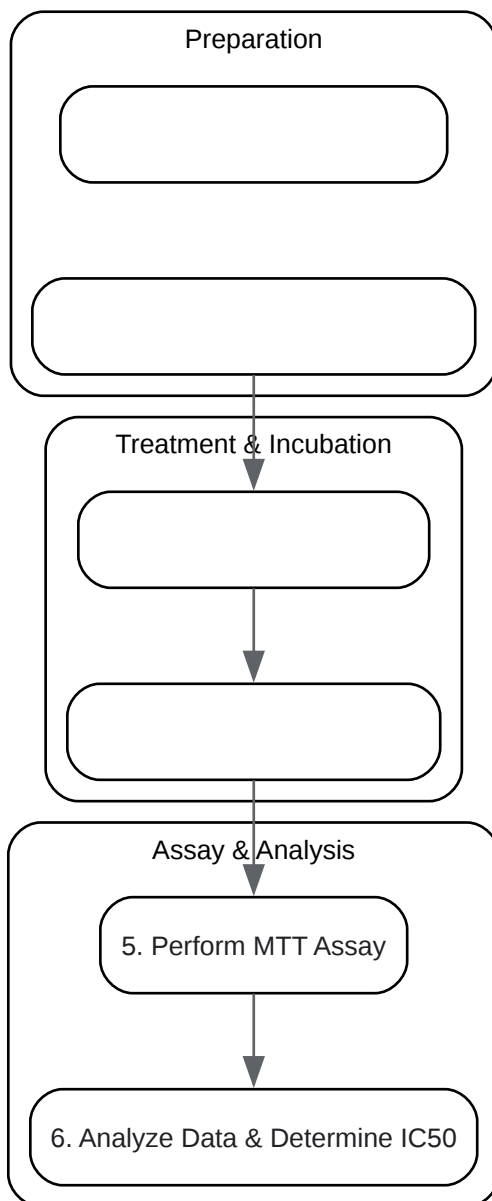 Preparation
Treatment & Incubation
Assay & Analysis
5. Perform MTT Assay
6. Analyze Data & Determine IC50